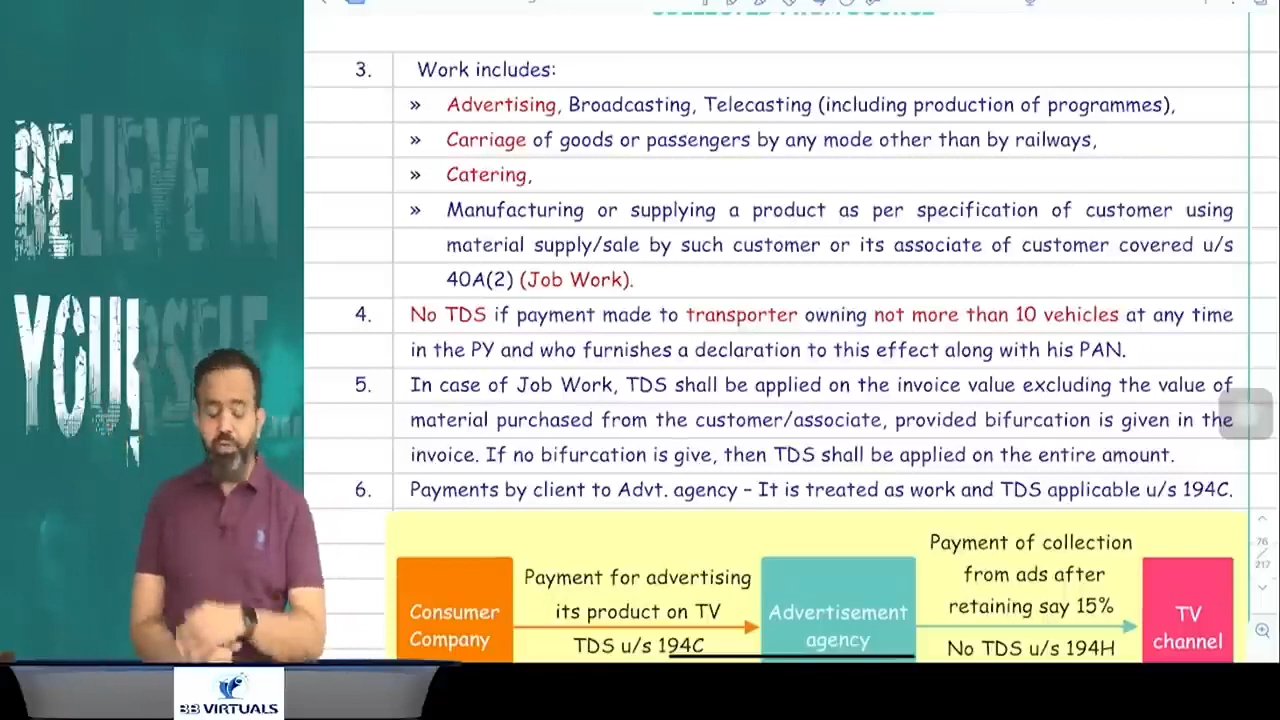 BELIEVE IN
YOURSELF
3. Work includes:
» Advertising, Broadcasting, Telecasting (including production of programmes),
» Carriage of goods or passengers by any mode other than by railways,
» Catering,
» Manufacturing or supplying a product as per specification of customer using
material supply/sale by such customer or its associate of customer covered u/s
40A(2) (Job Work).
4. No TDS if payment made to transporter owning not more than 10 vehicles at any time
in the PY and who furnishes a declaration to this effect along with his PAN.
5. In case of Job Work, TDS shall be applied on the invoice value excluding the value of
material purchased from the customer/associate, provided bifurcation is given in the
invoice. If no bifurcation is give, then TDS shall be applied on the entire amount.
6. Payments by client to Advt. agency – It is treated as work and TDS applicable u/s 194C.
Consumer
Company
Payment for advertising
its product on TV
TDS u/s 194C
Advertisement
agency
Payment of collection
from ads after
retaining say 15%
No TDS u/s 194H
TV
channel
76
217
BB VIRTUALS